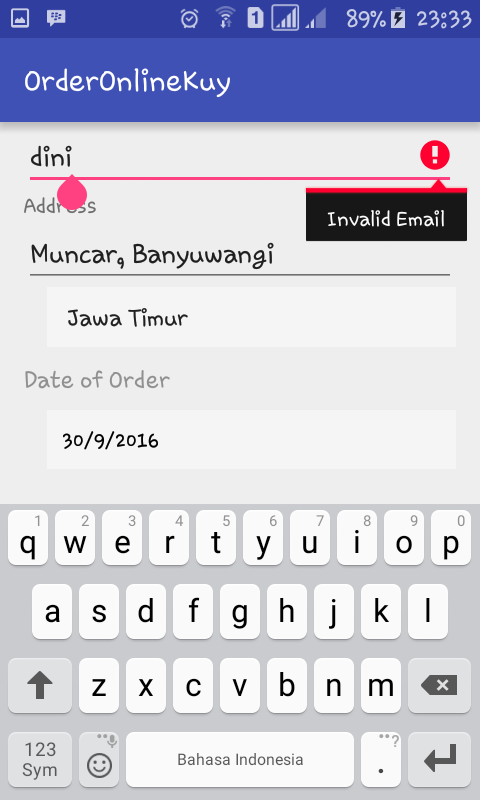 1 89% 23:33
OrderOnlineKuy
dini
Address
Invalid Email
Muncar, Banyuwangi
Jawa Timur
Date of Order
30/9/2016
1 2 3 4 5 6 7 8 9 0
q w e r t y u i o p
a s d f g h j k l
z x c v b n m
123 Sym Bahasa Indonesia . ?